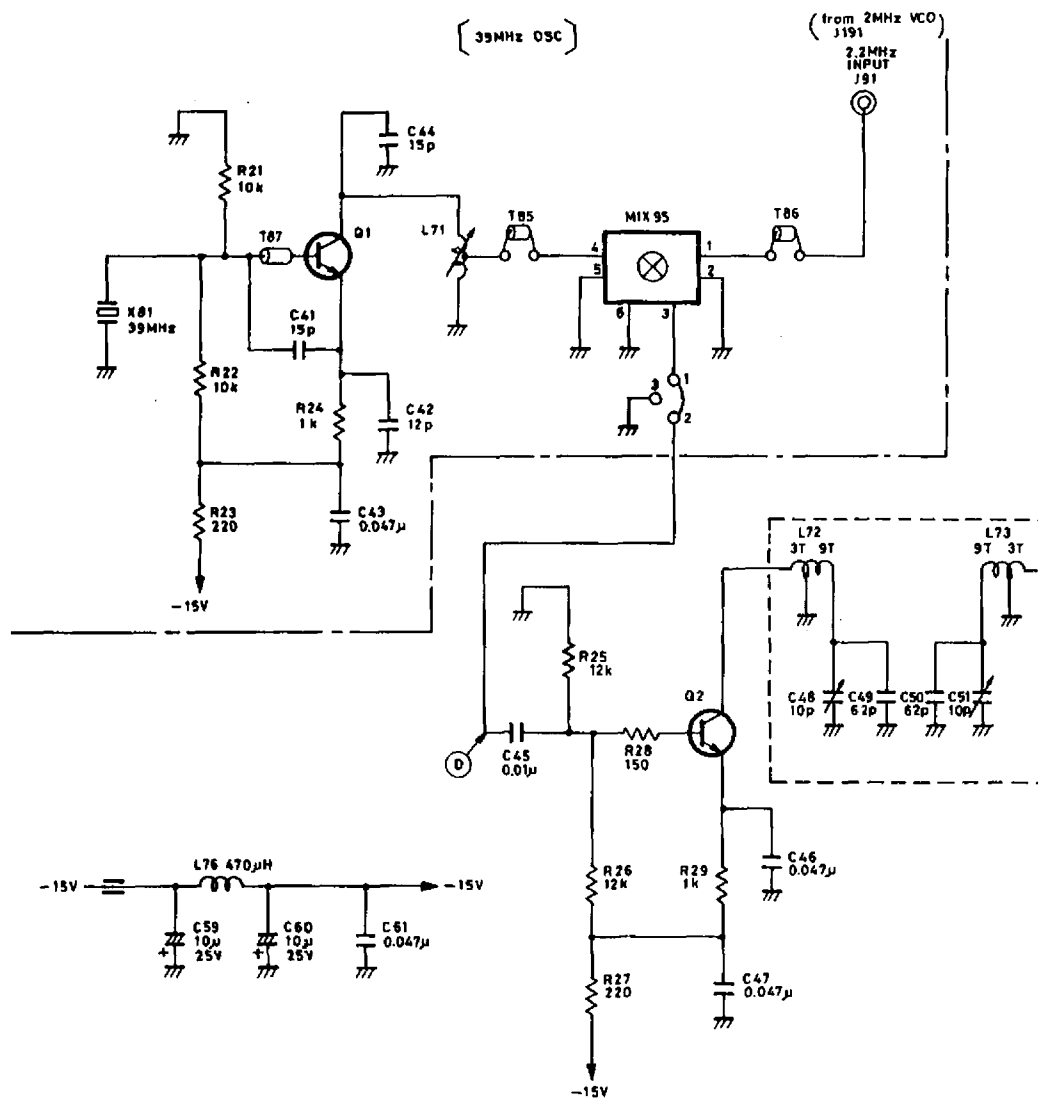 [39MHz OSC]
(from 2MHz VCO)
J191
2.2MHz
INPUT
J91
C44
15p
R21
10k
T87
Q1
L71
T85
MIX95
T86
4
5
1
2
6
3
X81
39MHz
C41
15p
R22
10k
R24
1k
C42
12p
3
1
2
R23
220
C43
0.047µ
-15V
L72
3T 9T
L73
9T 3T
R25
12k
Q2
C48
10p
C49
62p
C50
62p
C51
10p
D
C45
0.01µ
R28
150
L76 470µH
-15V
-15V
C59
10µ
25V
+
C60
10µ
25V
+
C61
0.047µ
R26
12k
R29
1k
C46
0.047µ
R27
220
C47
0.047µ
-15V